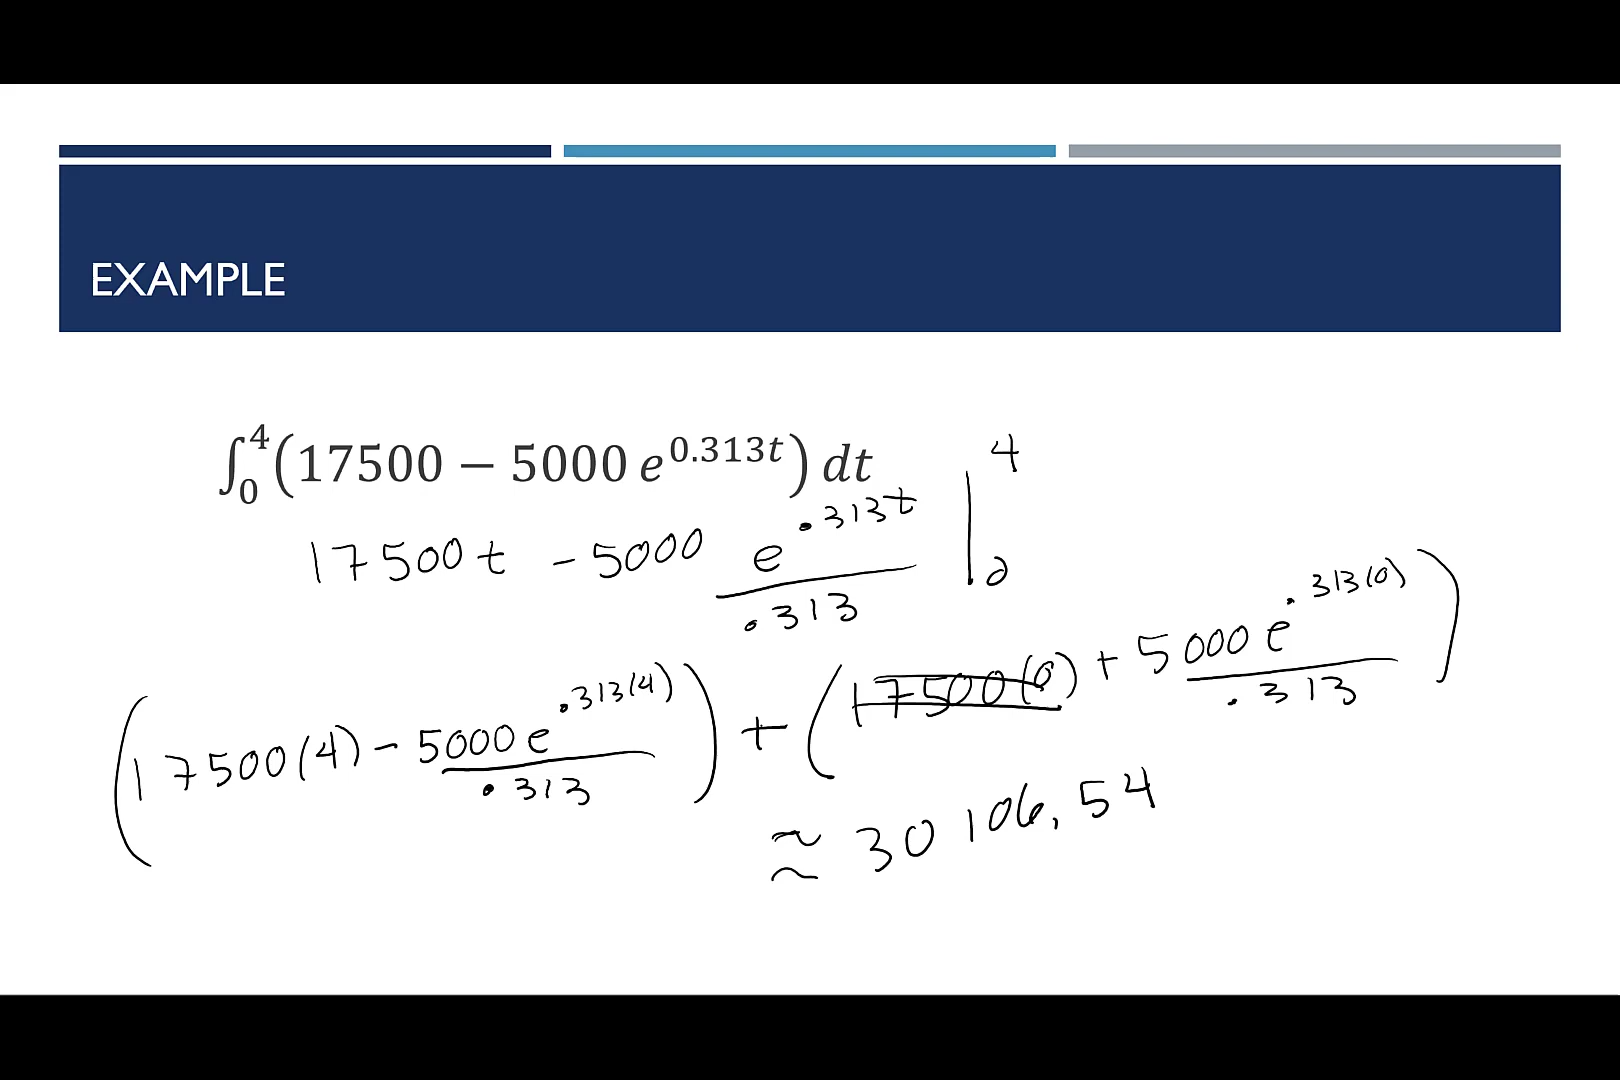 EXAMPLE
∫₀⁴(17500 − 5000 e^{0.313t}) dt
17500t - 5000 e^{.313t}/.313 |₀⁴
(17500(4) - 5000e^{.313(4)}/.313) + (17500(0) + 5000e^{.313(0)}/.313)
≈ 30106.54